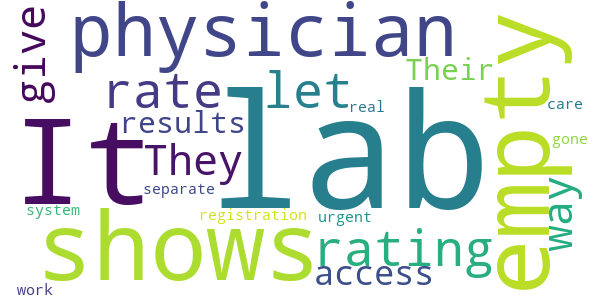 give
physician
empty
Their
rate
let
real
care
results
It
lab
They
gone
separate
way
system
registration
urgent
shows
rating
access
work